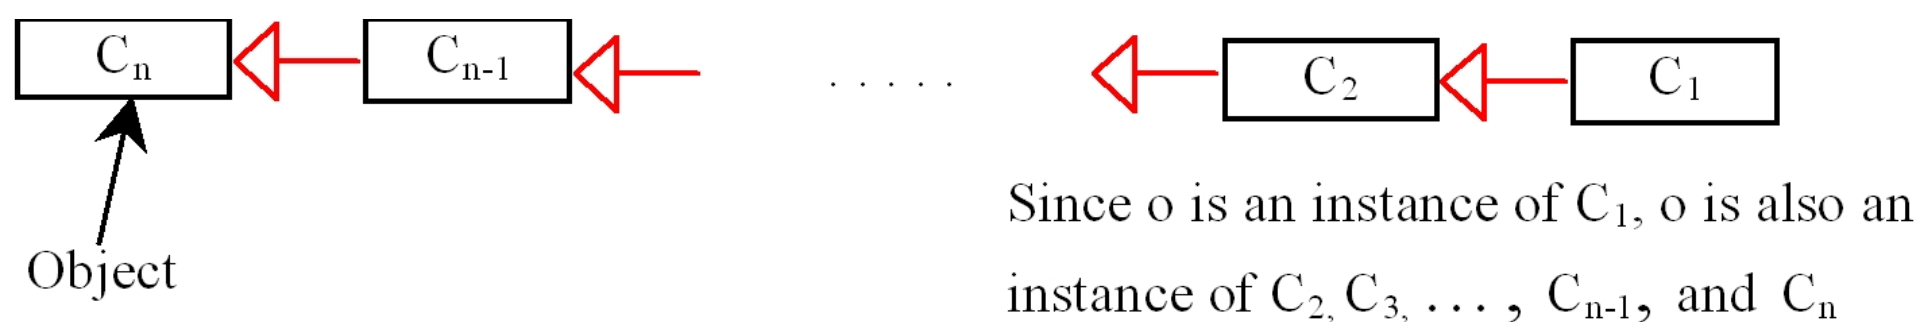 Cₙ Cₙ₋₁ . . . . . C₂ C₁
Since o is an instance of C₁, o is also an
Object
instance of C₂, C₃, . . . , Cₙ₋₁, and Cₙ